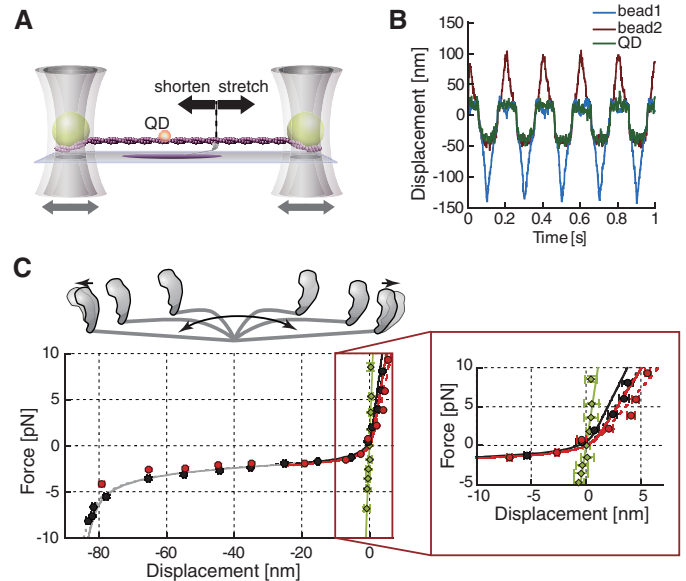 A
shorten stretch
QD
B
bead1
bead2
QD
Displacement [nm]
150
100
50
0
-50
-100
-150
0 0.2 0.4 0.6 0.8 1
Time [s]
C
Force [pN]
10
5
0
-5
-10
-80 -60 -40 -20 0
Displacement [nm]
Force [pN]
10
5
0
-5
-10 -5 0 5
Displacement [nm]